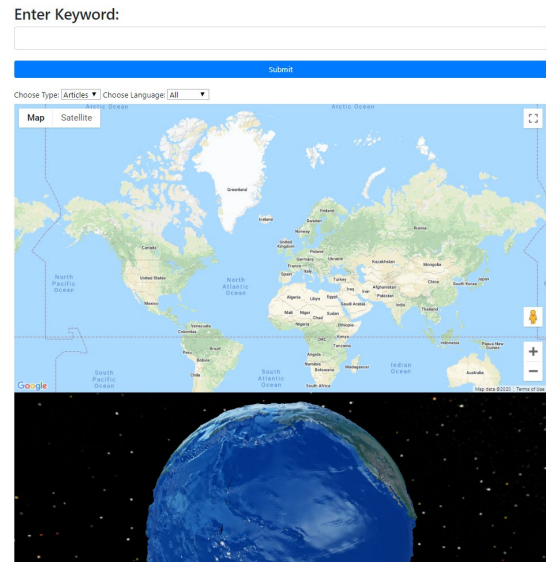 Enter Keyword:
Submit
Choose Type: Articles ▼ Choose Language: All ▼
Arctic Ocean
Arctic Ocean
Map Satellite
Greenland
Iceland
Finland
Sweden
Norway
Russia
Canada
United Kingdom
Poland
Germany
Ukraine
France
Kazakhstan
Mongolia
Spain
Italy
Turkey
North Pacific Ocean
United States
North Atlantic Ocean
China
Japan
South Korea
Iraq
Iran
Afghanistan
Pakistan
Algeria
Libya
Egypt
Saudi Arabia
India
Mexico
Mali
Niger
Chad
Sudan
Thailand
Nigeria
Ethiopia
Venezuela
Colombia
DRC
Kenya
Tanzania
Indonesia
Papua New Guinea
Brazil
Peru
Bolivia
Angola
Namibia
Botswana
Madagascar
South Pacific Ocean
Chile
South Atlantic Ocean
Indian Ocean
Australia
South Africa
Google
Map data ©2020
Terms of Use